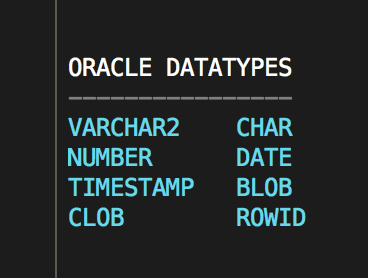 ORACLE DATATYPES
----------------
VARCHAR2    CHAR
NUMBER      DATE
TIMESTAMP   BLOB
CLOB        ROWID